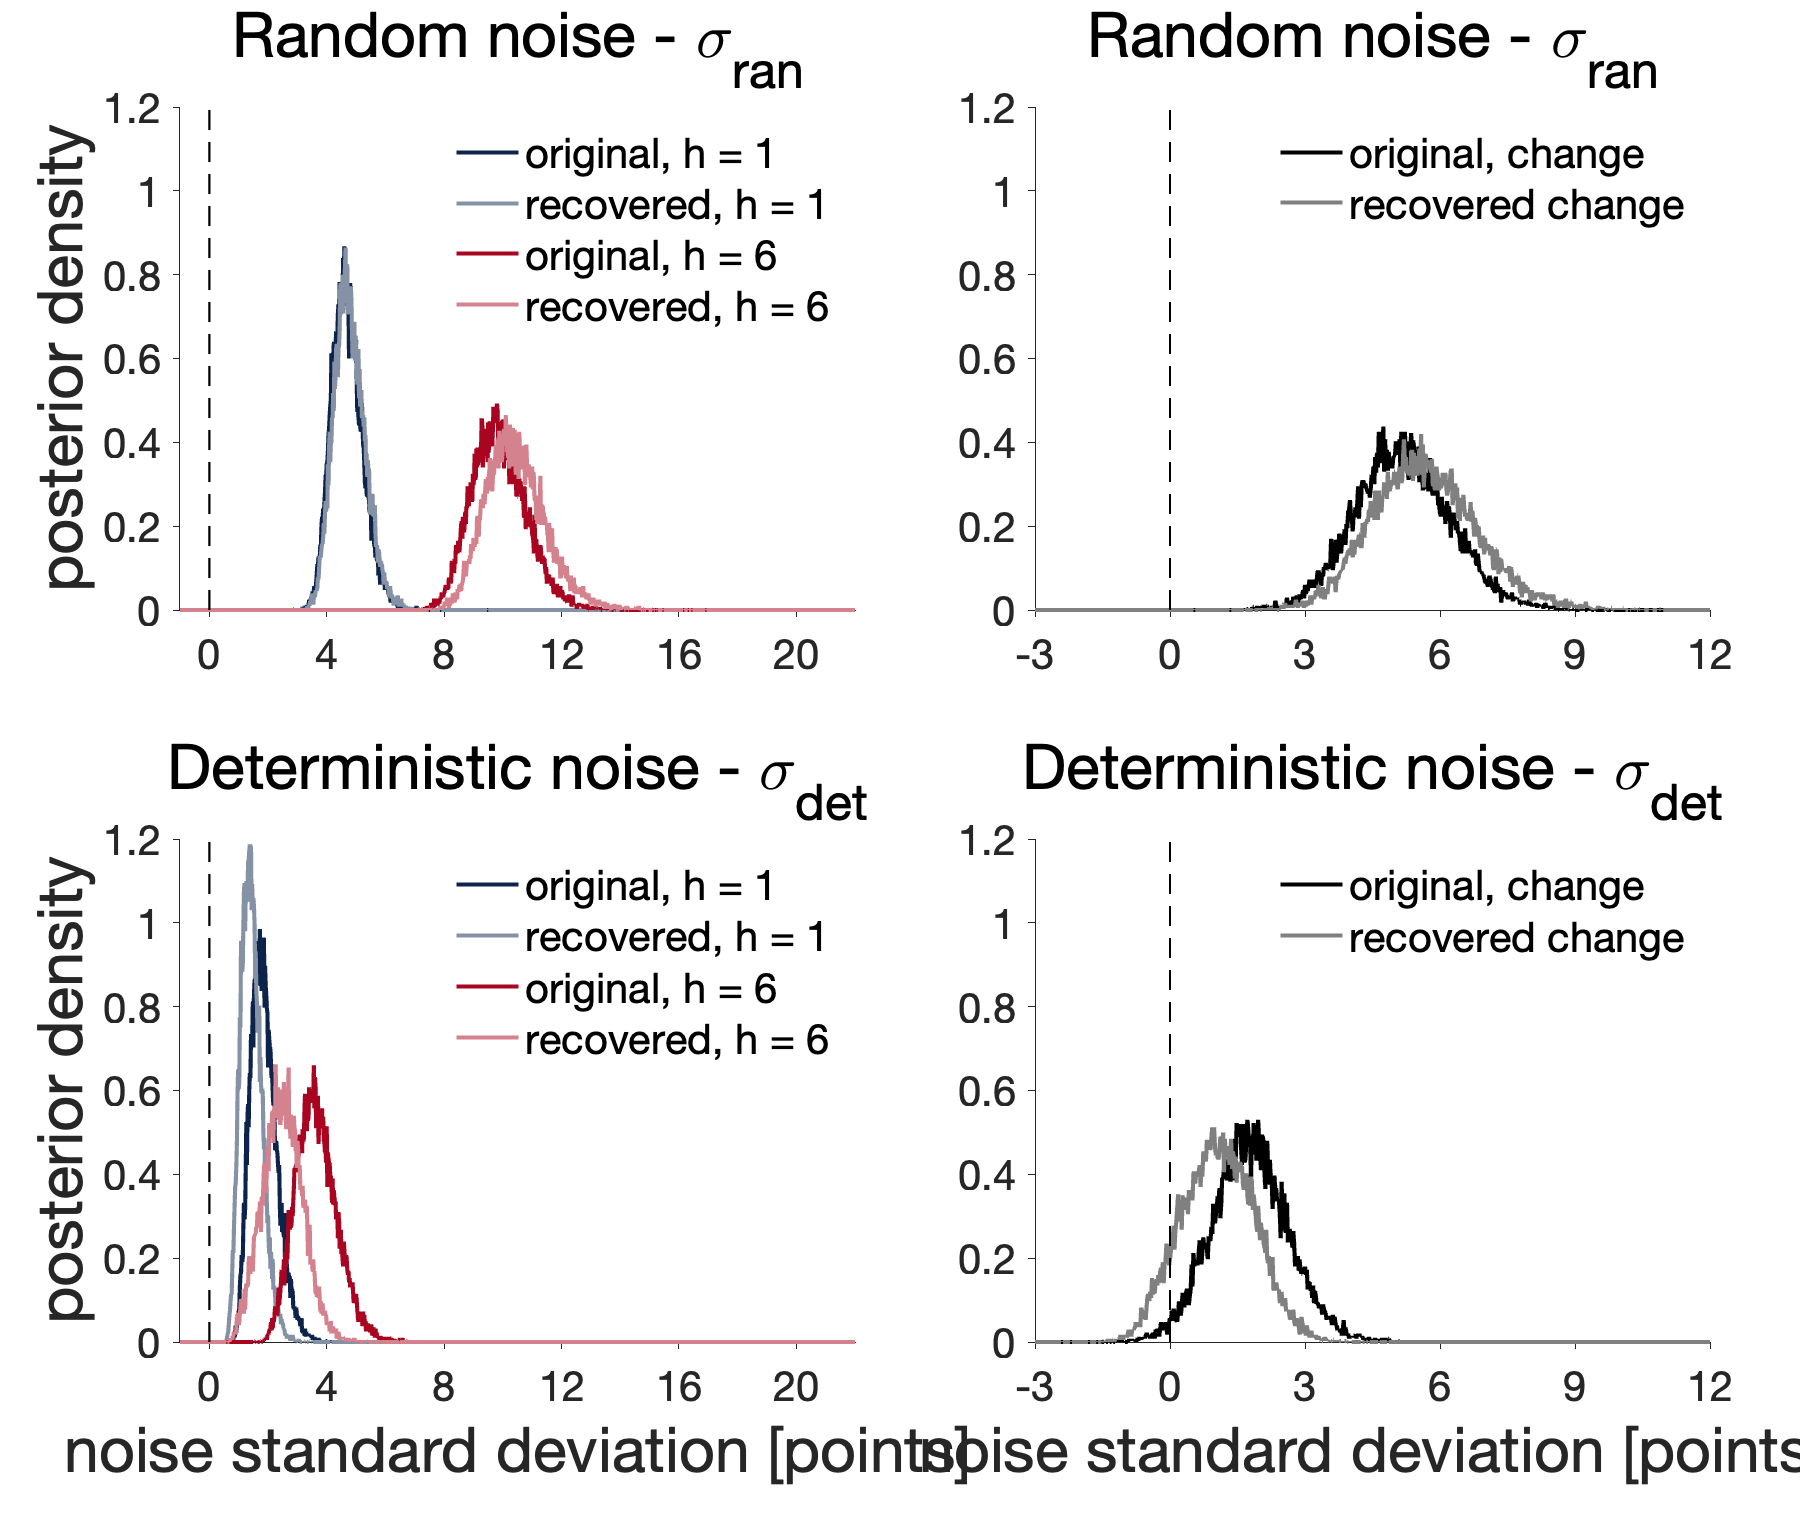 Random noise - σran
Random noise - σran
posterior density
1.2
1
0.8
0.6
0.4
0.2
0
original, h = 1
recovered, h = 1
original, h = 6
recovered, h = 6
0 4 8 12 16 20
1.2
1
0.8
0.6
0.4
0.2
0
original, change
recovered change
-3 0 3 6 9 12
Deterministic noise - σdet
Deterministic noise - σdet
posterior density
1.2
1
0.8
0.6
0.4
0.2
0
original, h = 1
recovered, h = 1
original, h = 6
recovered, h = 6
0 4 8 12 16 20
noise standard deviation [points]
1.2
1
0.8
0.6
0.4
0.2
0
original, change
recovered change
-3 0 3 6 9 12
noise standard deviation [points